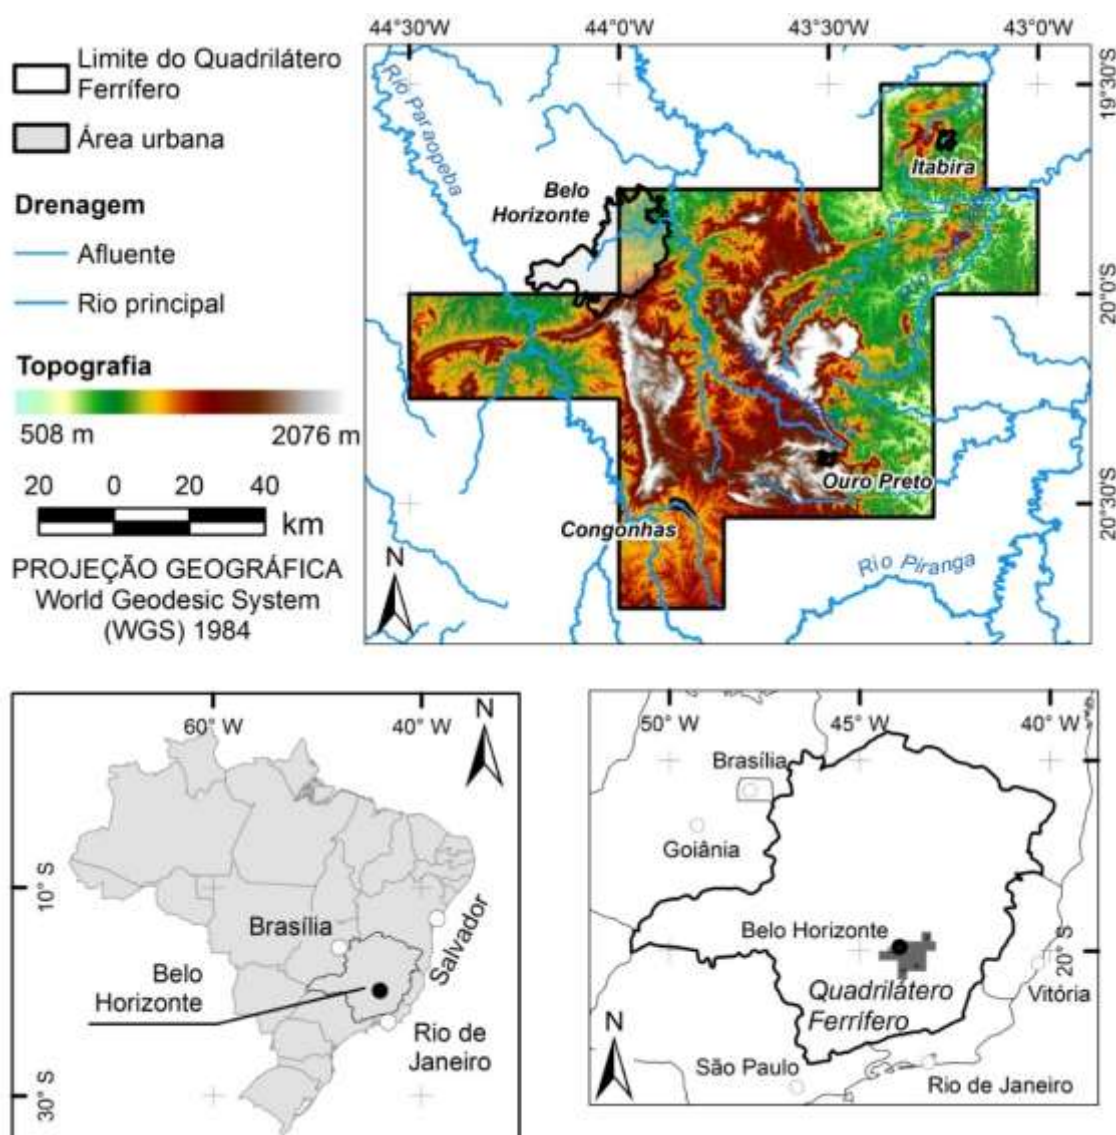 44°30'W
44°00'W
43°30'W
43°00'W
Limite do Quadrilátero
Ferrífero
Área urbana
Drenagem
Afluente
Rio principal
Topografia
508 m
2076 m
20
0
20
40
km
PROJEÇÃO GEOGRÁFICA
World Geodesic System
(WGS) 1984
N
Rio Paraopeba
Belo
Horizonte
Itabira
Ouro Preto
Congonhas
Rio Piranga
19°30'S
20°0'S
20°30'S
60° W
40° W
N
10° S
30° S
Brasília
Salvador
Belo
Horizonte
Rio de
Janeiro
50° W
45° W
40° W
Brasília
Goiânia
Belo Horizonte
20° S
Quadrilátero
Ferrífero
Vitória
N
São Paulo
Rio de Janeiro